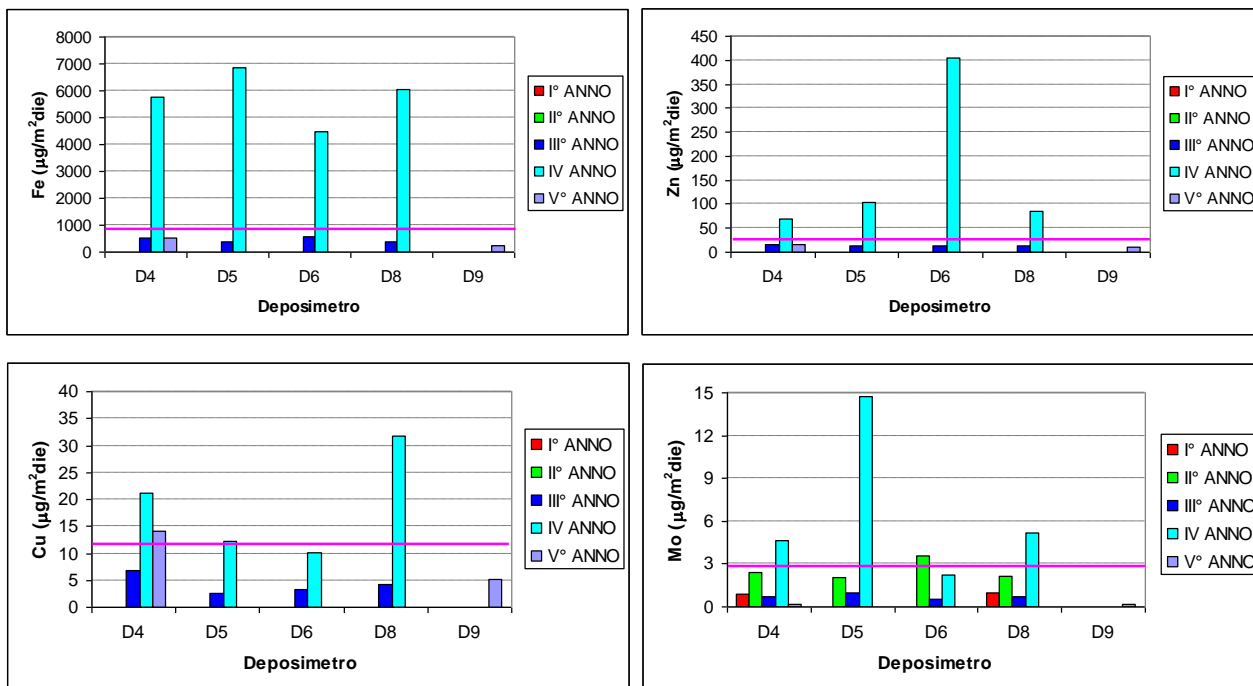 Fe (µg/m²die)
8000
7000
6000
5000
4000
3000
2000
1000
0
D4 D5 D6 D8 D9
Deposimetro
I° ANNO
II° ANNO
III° ANNO
IV ANNO
V° ANNO
Zn (µg/m²die)
450
400
350
300
250
200
150
100
50
0
D4 D5 D6 D8 D9
Deposimetro
I° ANNO
II° ANNO
III° ANNO
IV ANNO
V° ANNO
Cu (µg/m²die)
40
35
30
25
20
15
10
5
0
D4 D5 D6 D8 D9
Deposimetro
I° ANNO
II° ANNO
III° ANNO
IV ANNO
V° ANNO
Mo (µg/m²die)
15
12
9
6
3
0
D4 D5 D6 D8 D9
Deposimetro
I° ANNO
II° ANNO
III° ANNO
IV ANNO
V° ANNO